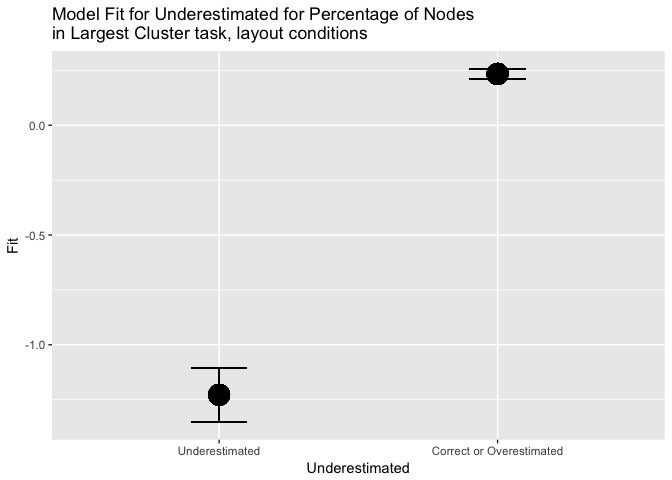 Model Fit for Underestimated for Percentage of Nodes
in Largest Cluster task, layout conditions
0.0
-0.5
-1.0
Fit
Underestimated
Correct or Overestimated
Underestimated